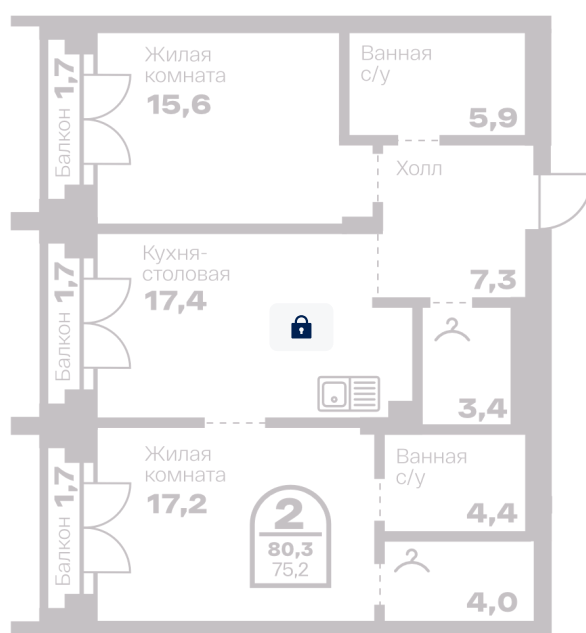 Жилая
комната
15,6
Балкон 1,7
Ванная
с/у
5,9
Холл
7,3
Кухня-
столовая
17,4
Балкон 1,7
3,4
Жилая
комната
17,2
Балкон 1,7
2
80,3
75,2
Ванная
с/у
4,4
4,0